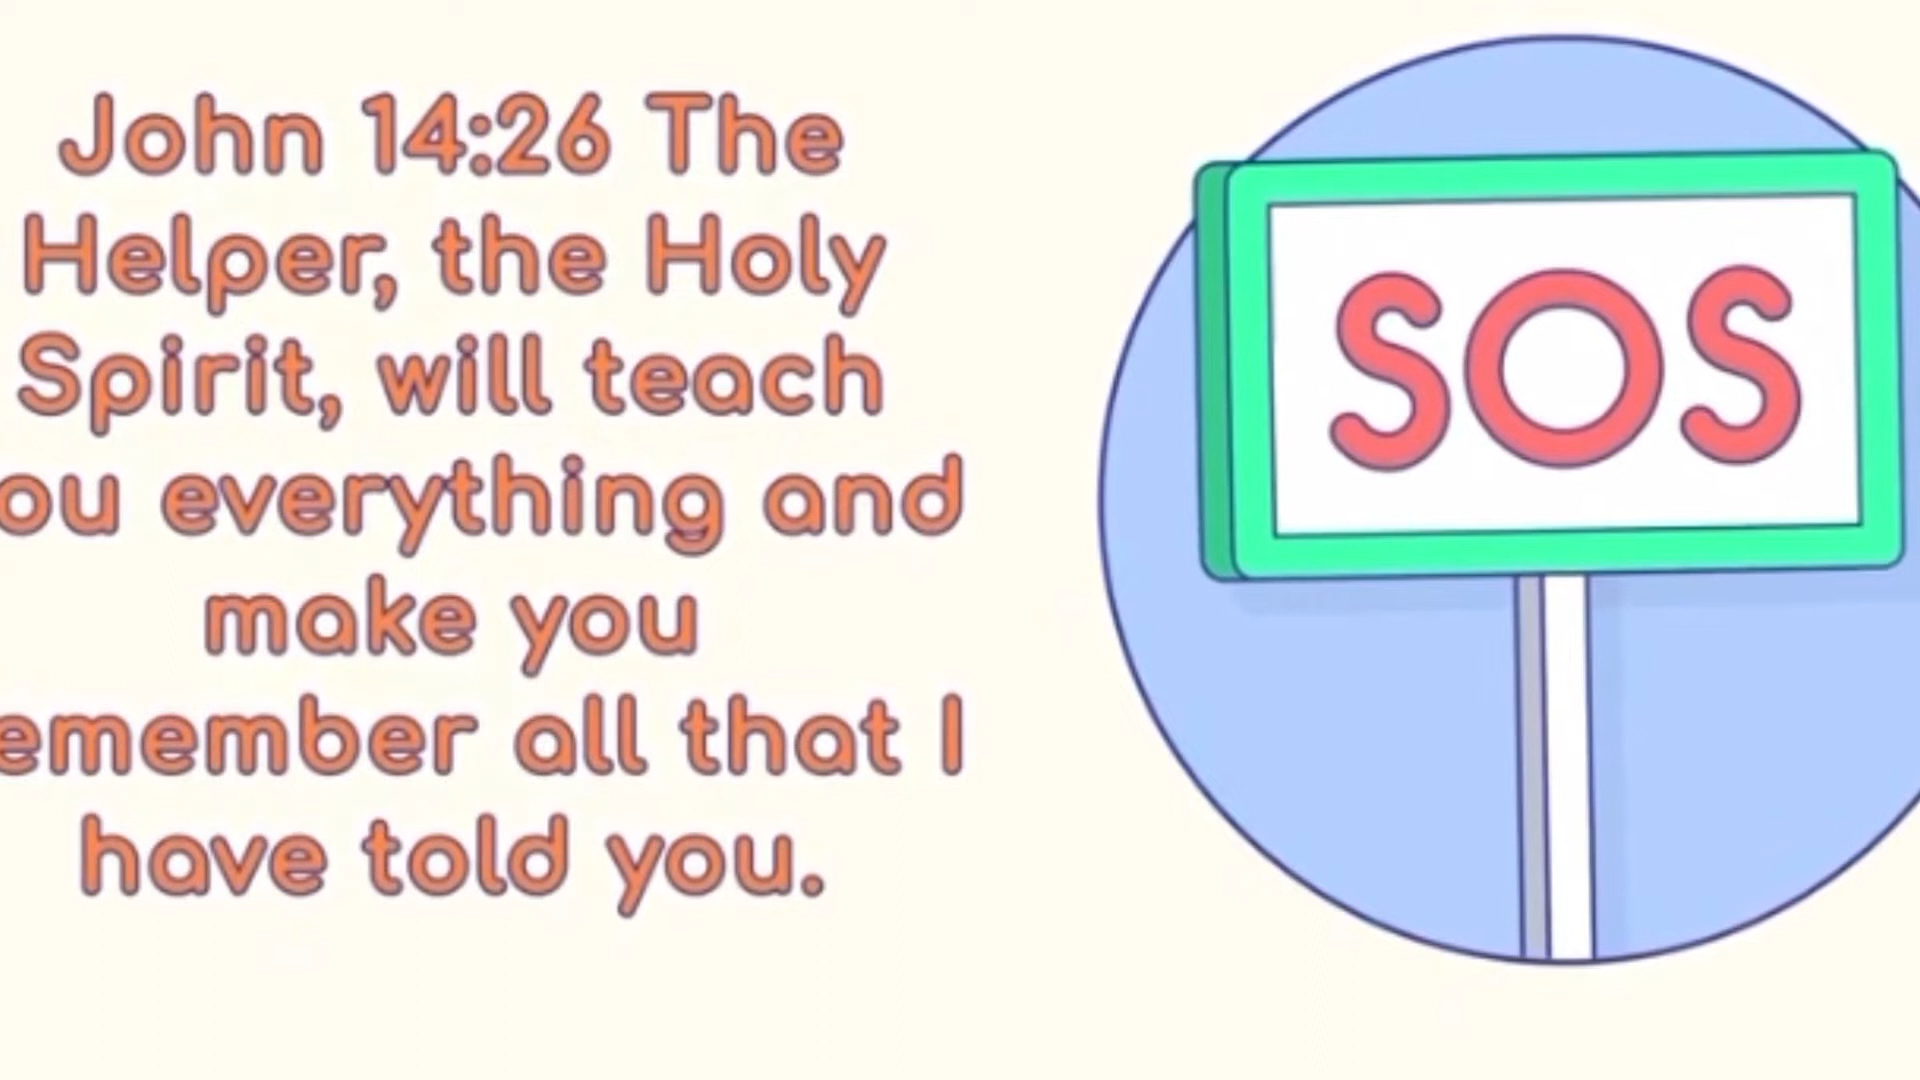 John 14:26 The
Helper, the Holy
Spirit, will teach
ou everything and
make you
emember all that I
have told you.
SOS